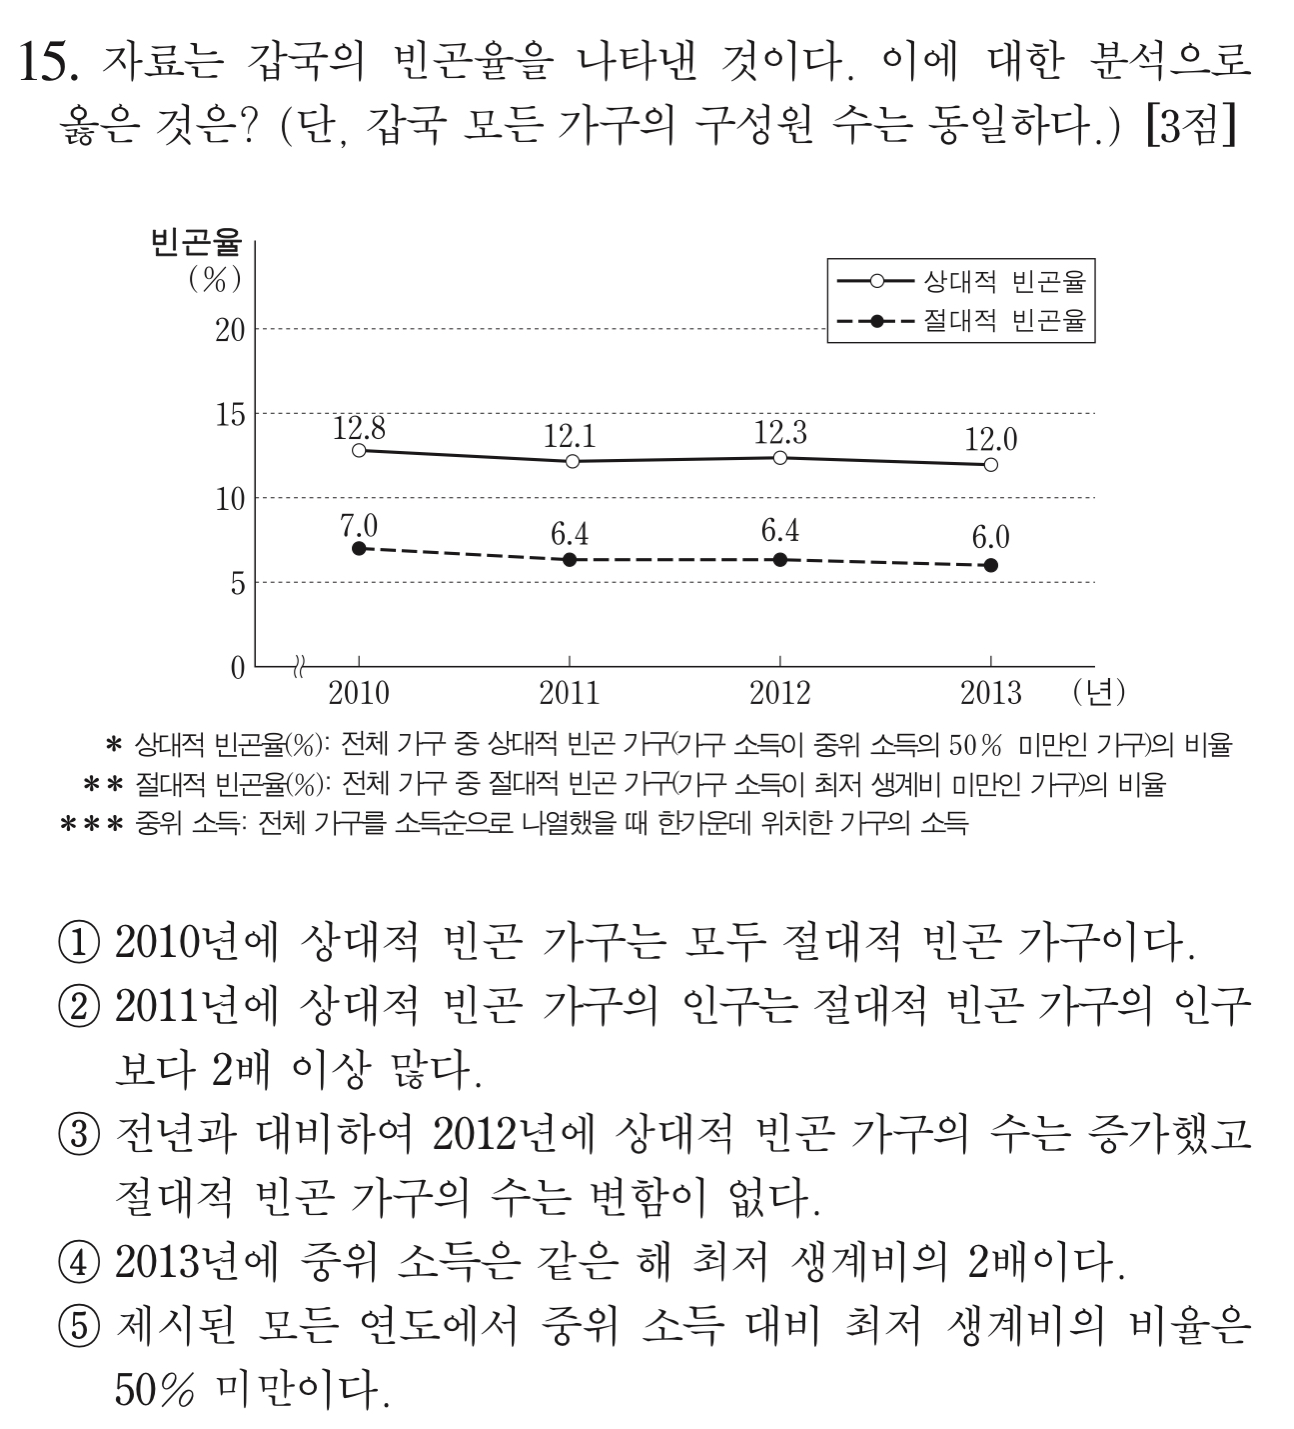 15. 자료는 갑국의 빈곤율을 나타낸 것이다. 이에 대한 분석으로
옳은 것은? (단, 갑국 모든 가구의 구성원 수는 동일하다.) [3점]
빈곤율
(%)
상대적 빈곤율
절대적 빈곤율
20
15
12.8 12.1 12.3 12.0
10
7.0 6.4 6.4 6.0
5
0
2010 2011 2012 2013 (년)
* 상대적 빈곤율(%): 전체 가구 중 상대적 빈곤 가구(가구 소득이 중위 소득의 50% 미만인 가구)의 비율
** 절대적 빈곤율(%): 전체 가구 중 절대적 빈곤 가구(가구 소득이 최저 생계비 미만인 가구)의 비율
*** 중위 소득: 전체 가구를 소득순으로 나열했을 때 한가운데 위치한 가구의 소득
① 2010년에 상대적 빈곤 가구는 모두 절대적 빈곤 가구이다.
② 2011년에 상대적 빈곤 가구의 인구는 절대적 빈곤 가구의 인구
보다 2배 이상 많다.
③ 전년과 대비하여 2012년에 상대적 빈곤 가구의 수는 증가했고
절대적 빈곤 가구의 수는 변함이 없다.
④ 2013년에 중위 소득은 같은 해 최저 생계비의 2배이다.
⑤ 제시된 모든 연도에서 중위 소득 대비 최저 생계비의 비율은
50% 미만이다.